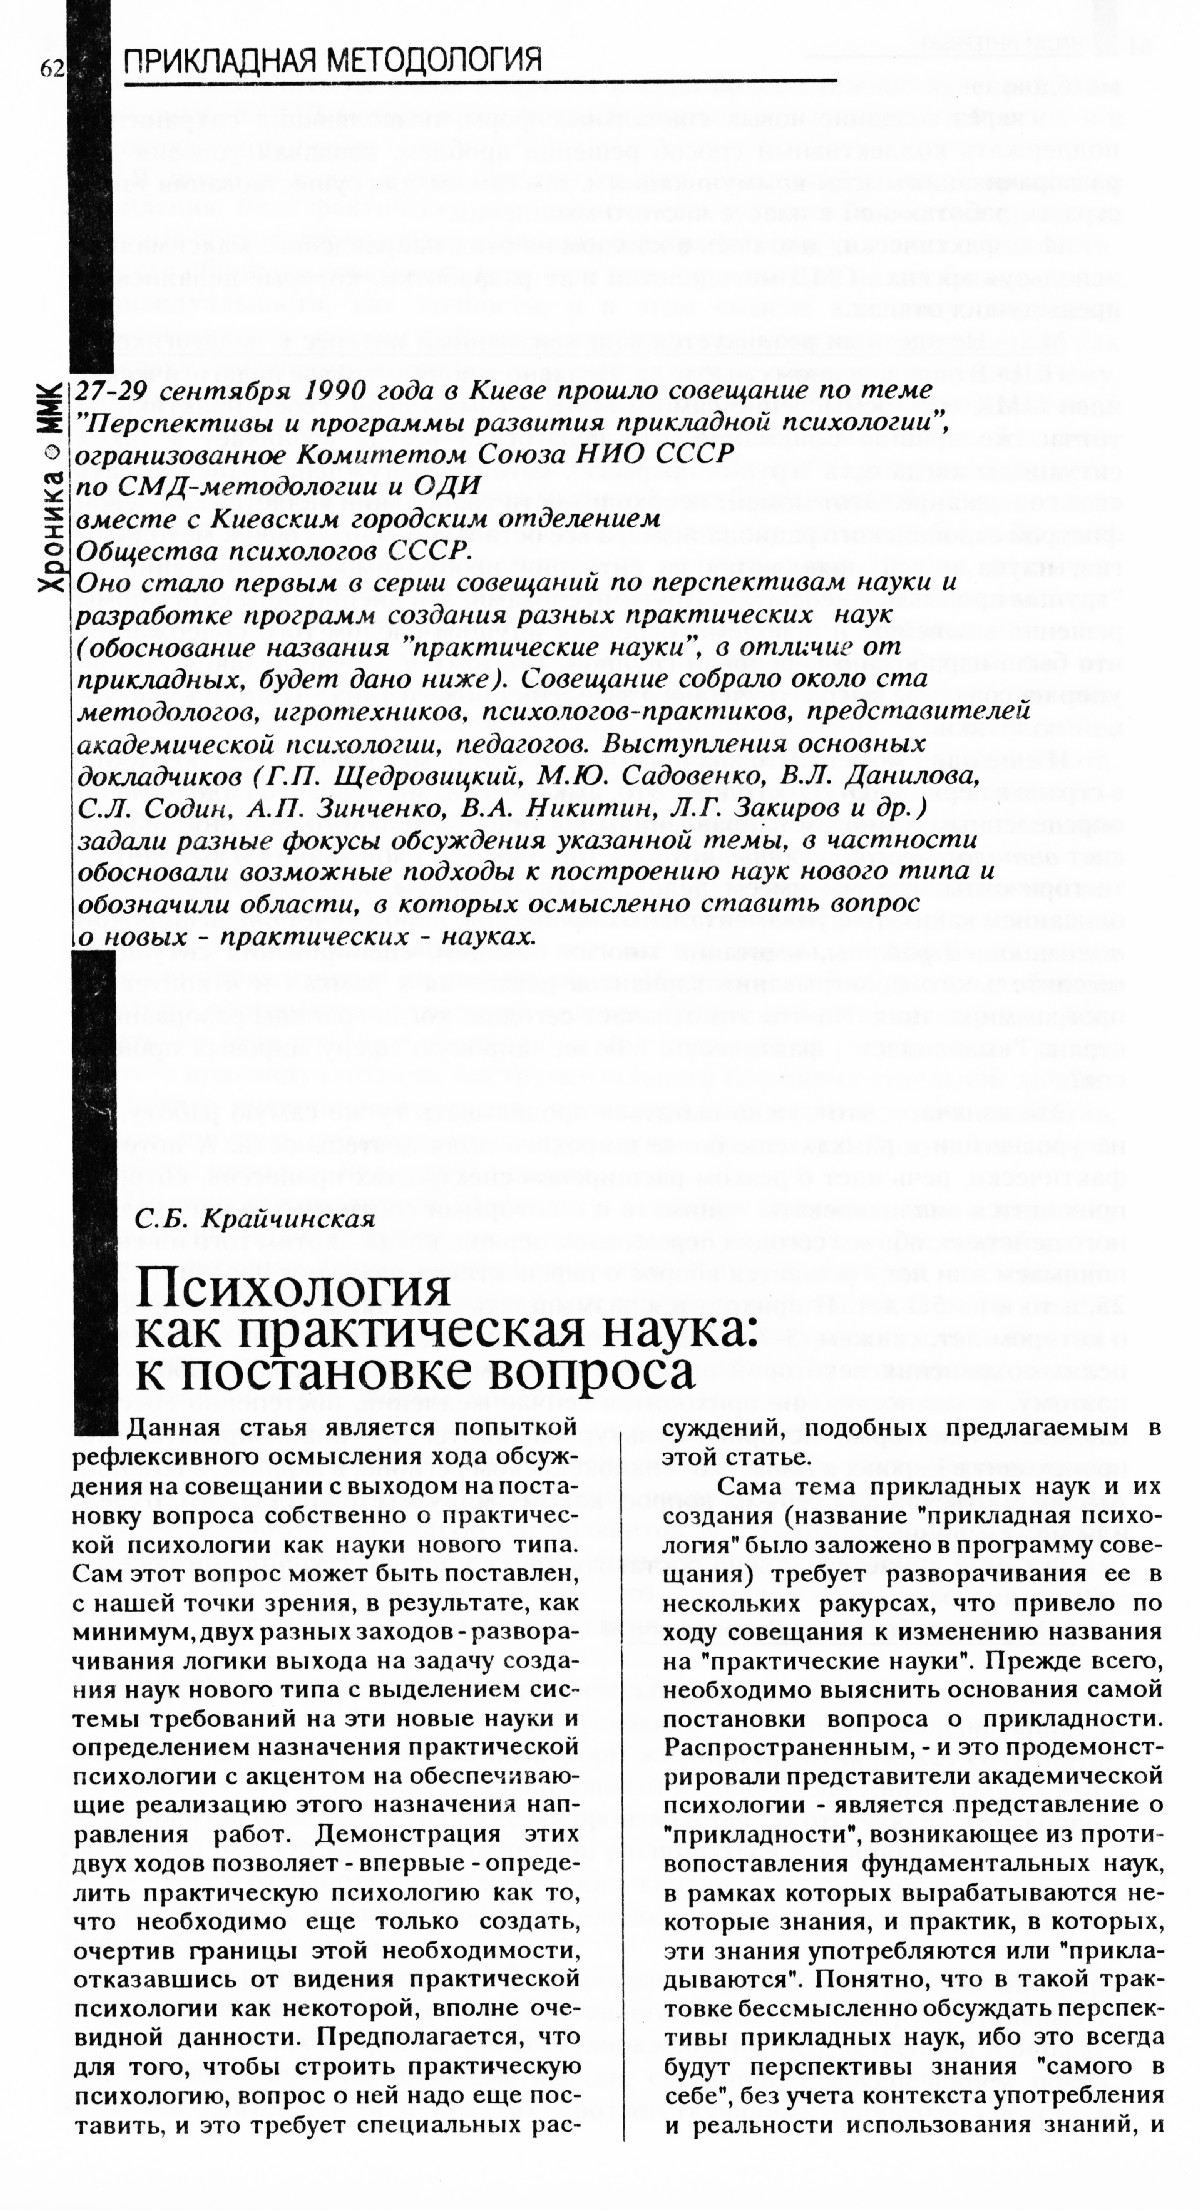 62
ПРИКЛАДНАЯ МЕТОДОЛОГИЯ
Хроника ○ ММК
27-29 сентября 1990 года в Киеве прошло совещание по теме
"Перспективы и программы развития прикладной психологии",
огранизованное Комитетом Союза НИО СССР
по СМД-методологии и ОДИ
вместе с Киевским городским отделением
Общества психологов СССР.
Оно стало первым в серии совещаний по перспективам науки и
разработке программ создания разных практических наук
(обоснование названия "практические науки", в отличие от
прикладных, будет дано ниже). Совещание собрало около ста
методологов, игротехников, психологов-практиков, представителей
академической психологии, педагогов. Выступления основных
докладчиков (Г.П. Щедровицкий, М.Ю. Садовенко, В.Л. Данилова,
С.Л. Содин, А.П. Зинченко, В.А. Никитин, Л.Г. Закиров и др.)
задали разные фокусы обсуждения указанной темы, в частности
обосновали возможные подходы к построению наук нового типа и
обозначили области, в которых осмысленно ставить вопрос
о новых - практических - науках.
С.Б. Крайчинская
Психология
как практическая наука:
к постановке вопроса
Данная стаья является попыткой
рефлексивного осмысления хода обсуж-
дения на совещании с выходом на поста-
новку вопроса собственно о практичес-
кой психологии как науки нового типа.
Сам этот вопрос может быть поставлен,
с нашей точки зрения, в результате, как
минимум, двух разных заходов - развора-
чивания логики выхода на задачу созда-
ния наук нового типа с выделением сис-
темы требований на эти новые науки и
определением назначения практической
психологии с акцентом на обеспечиваю-
щие реализацию этого назначения нап-
равления работ. Демонстрация этих
двух ходов позволяет - впервые - опреде-
лить практическую психологию как то,
что необходимо еще только создать,
очертив границы этой необходимости,
отказавшись от видения практической
психологии как некоторой, вполне оче-
видной данности. Предполагается, что
для того, чтобы строить практическую
психологию, вопрос о ней надо еще пос-
тавить, и это требует специальных рас-
суждений, подобных предлагаемым в
этой статье.
Сама тема прикладных наук и их
создания (название "прикладная психо-
логия" было заложено в программу сове-
щания) требует разворачивания ее в
нескольких ракурсах, что привело по
ходу совещания к изменению названия
на "практические науки". Прежде всего,
необходимо выяснить основания самой
постановки вопроса о прикладности.
Распространенным, - и это продемонст-
рировали представители академической
психологии - является представление о
"прикладности", возникающее из проти-
вопоставления фундаментальных наук,
в рамках которых вырабатываются не-
которые знания, и практик, в которых,
эти знания употребляются или "прикла-
дываются". Понятно, что в такой трак-
товке бессмысленно обсуждать перспек-
тивы прикладных наук, ибо это всегда
будут перспективы знания "самого в
себе", без учета контекста употребления
и реальности использования знаний, и